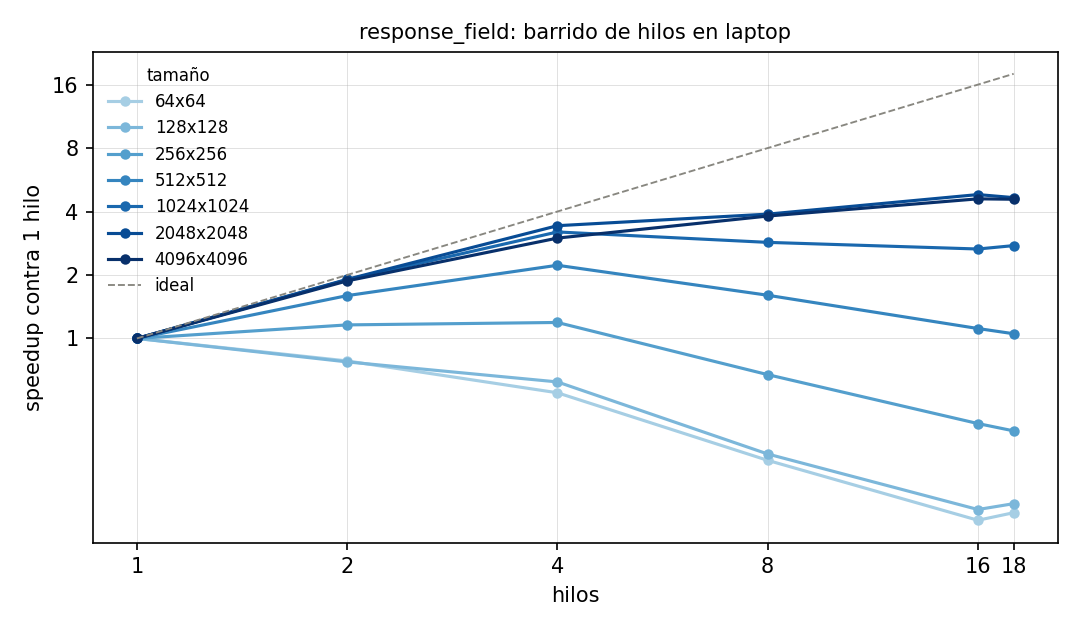 response_field: barrido de hilos en laptop
speedup contra 1 hilo
16
8
4
2
1
tamaño
64x64
128x128
256x256
512x512
1024x1024
2048x2048
4096x4096
ideal
1 2 4 8 16 18
hilos